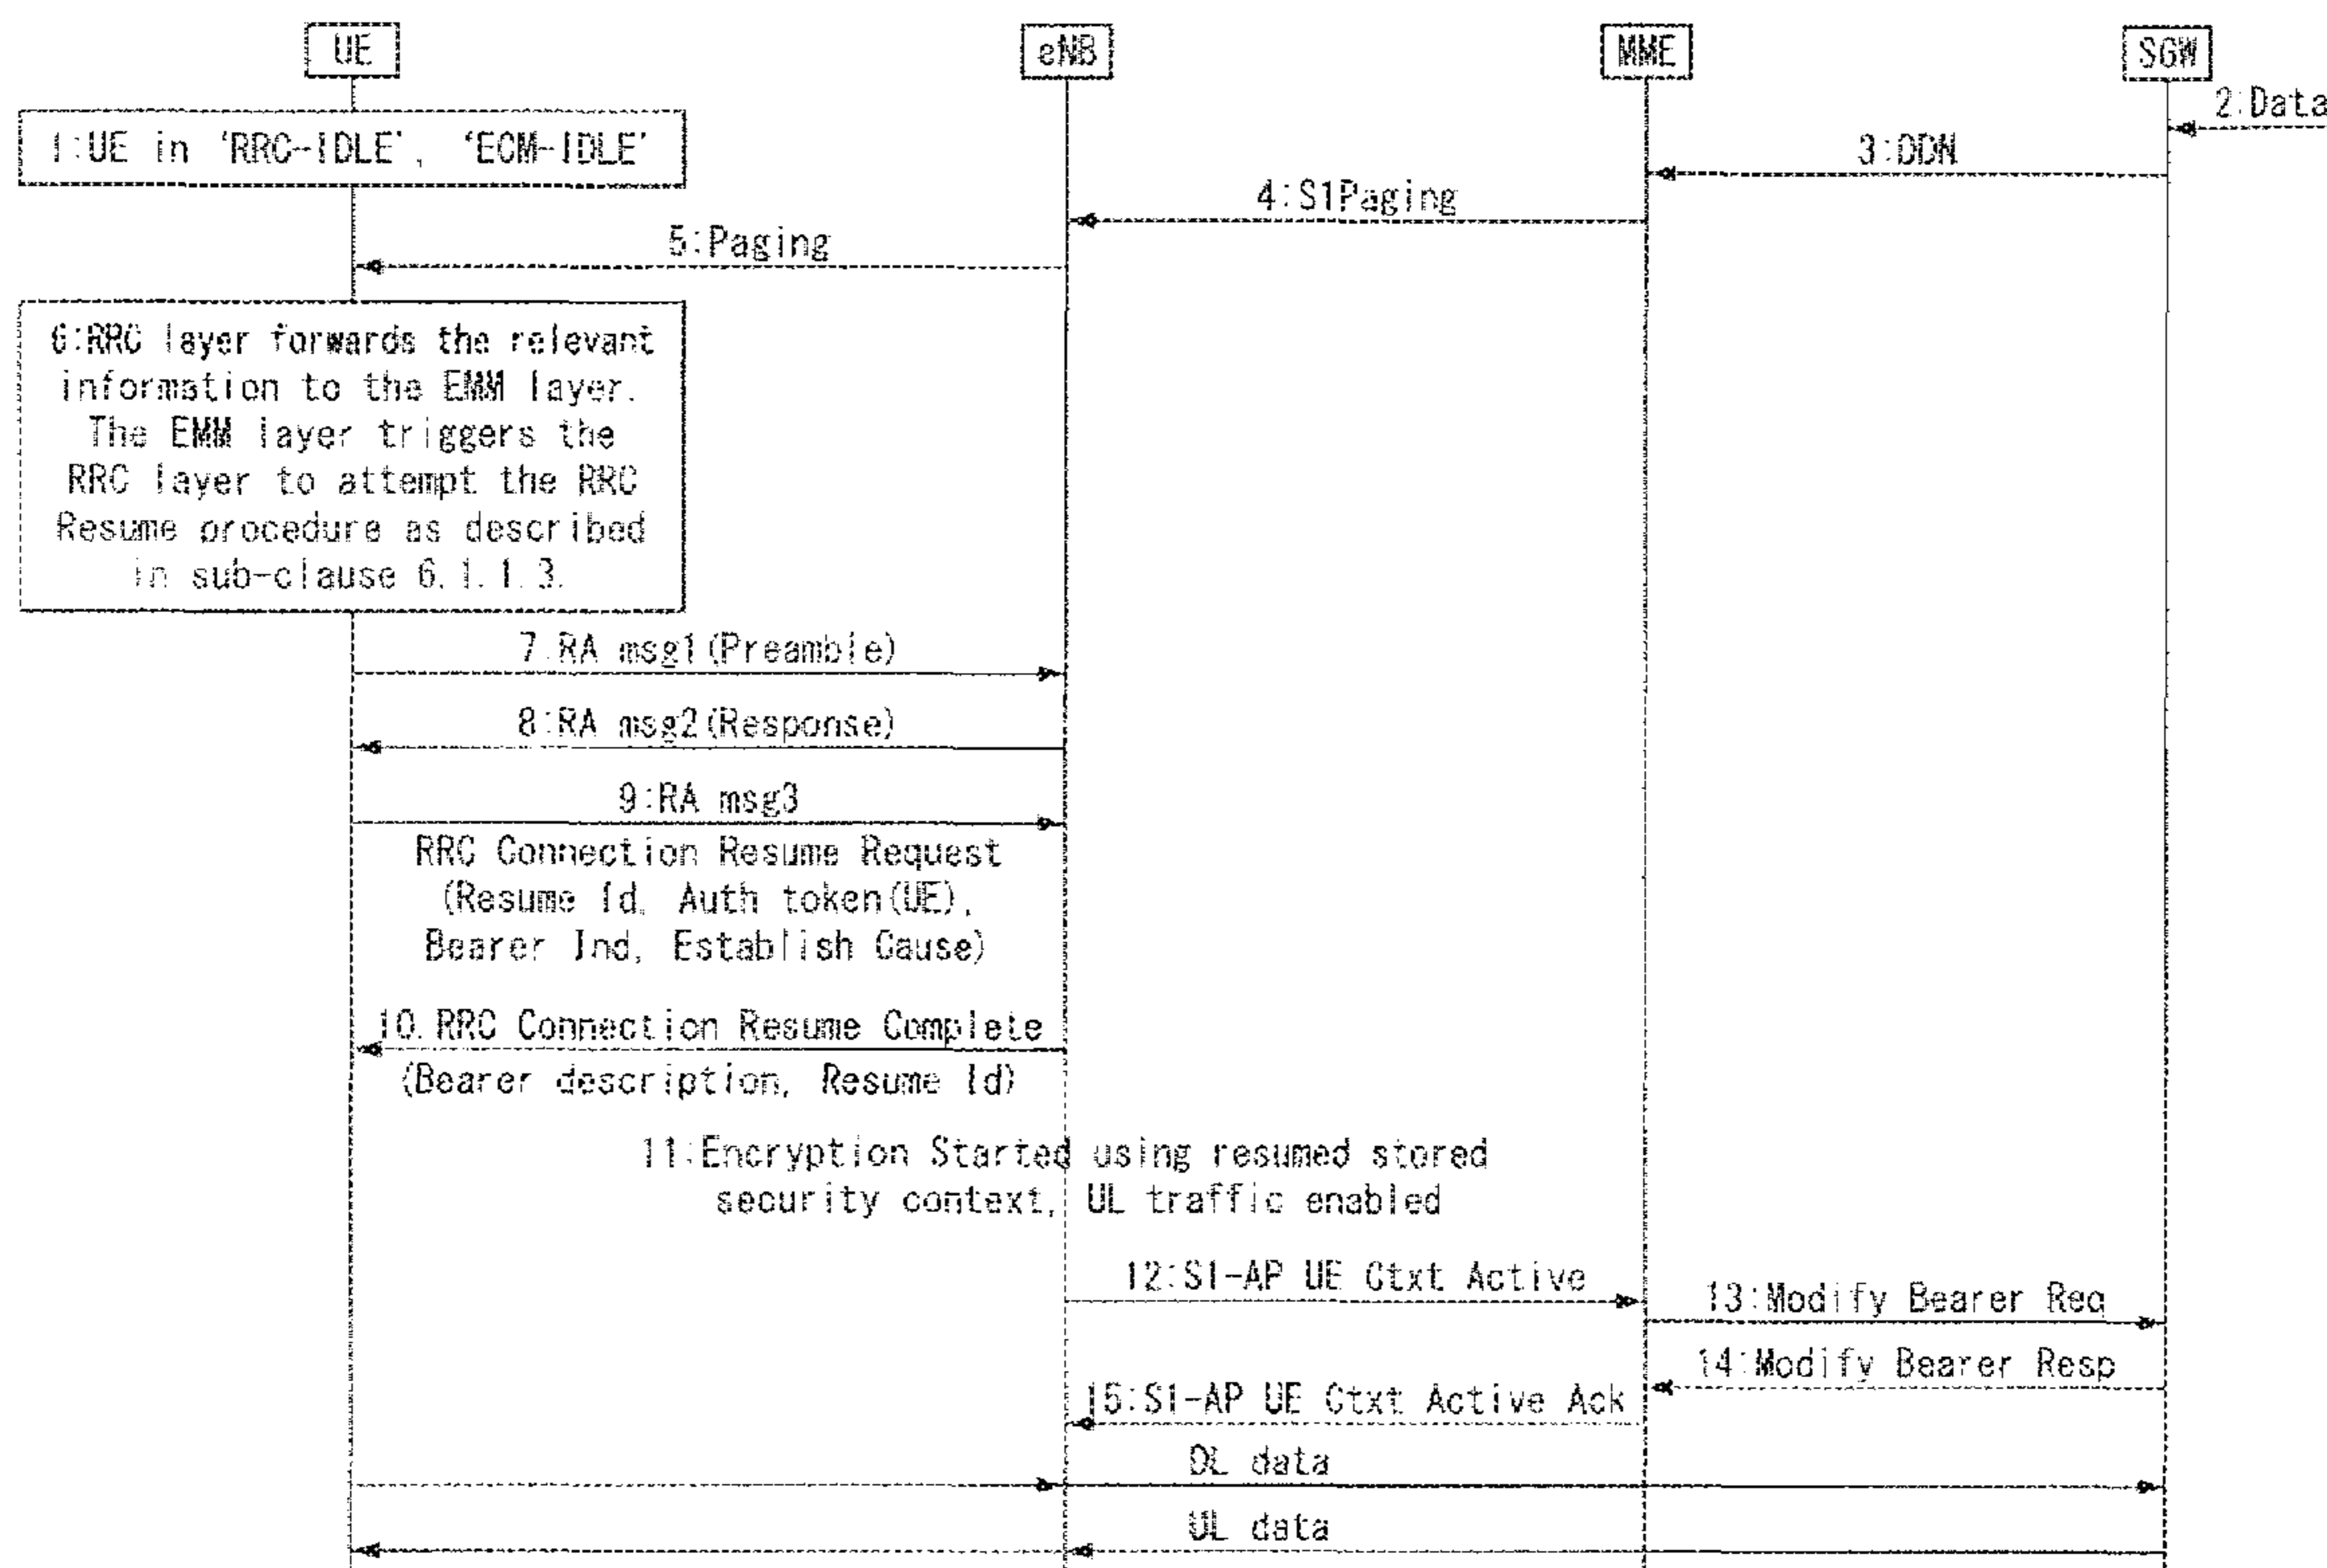 UE
eNB
MME
SGW
2:Data
1:UE in ‘RRC-IDLE’, ‘ECM-IDLE’
3:DDN
4:S1Paging
5:Paging
6:RRC layer forwards the relevant
information to the EMM layer.
The EMM layer triggers the
RRC layer to attempt the RRC
Resume procedure as described
in sub-clause 6.1.1.3.
7.RA msg1(Preamble)
8:RA msg2(Response)
9:RA msg3
RRC Connection Resume Request
(Resume Id, Auth token(UE),
Bearer Ind, Establish Cause)
10.RRC Connection Resume Complete
(Bearer description, Resume Id)
11:Encryption Started using resumed stored
security context, UL traffic enabled
12:S1-AP UE Ctxt Active
13:Modify Bearer Req
14:Modify Bearer Resp
15:S1-AP UE Ctxt Active Ack
DL data
UL data